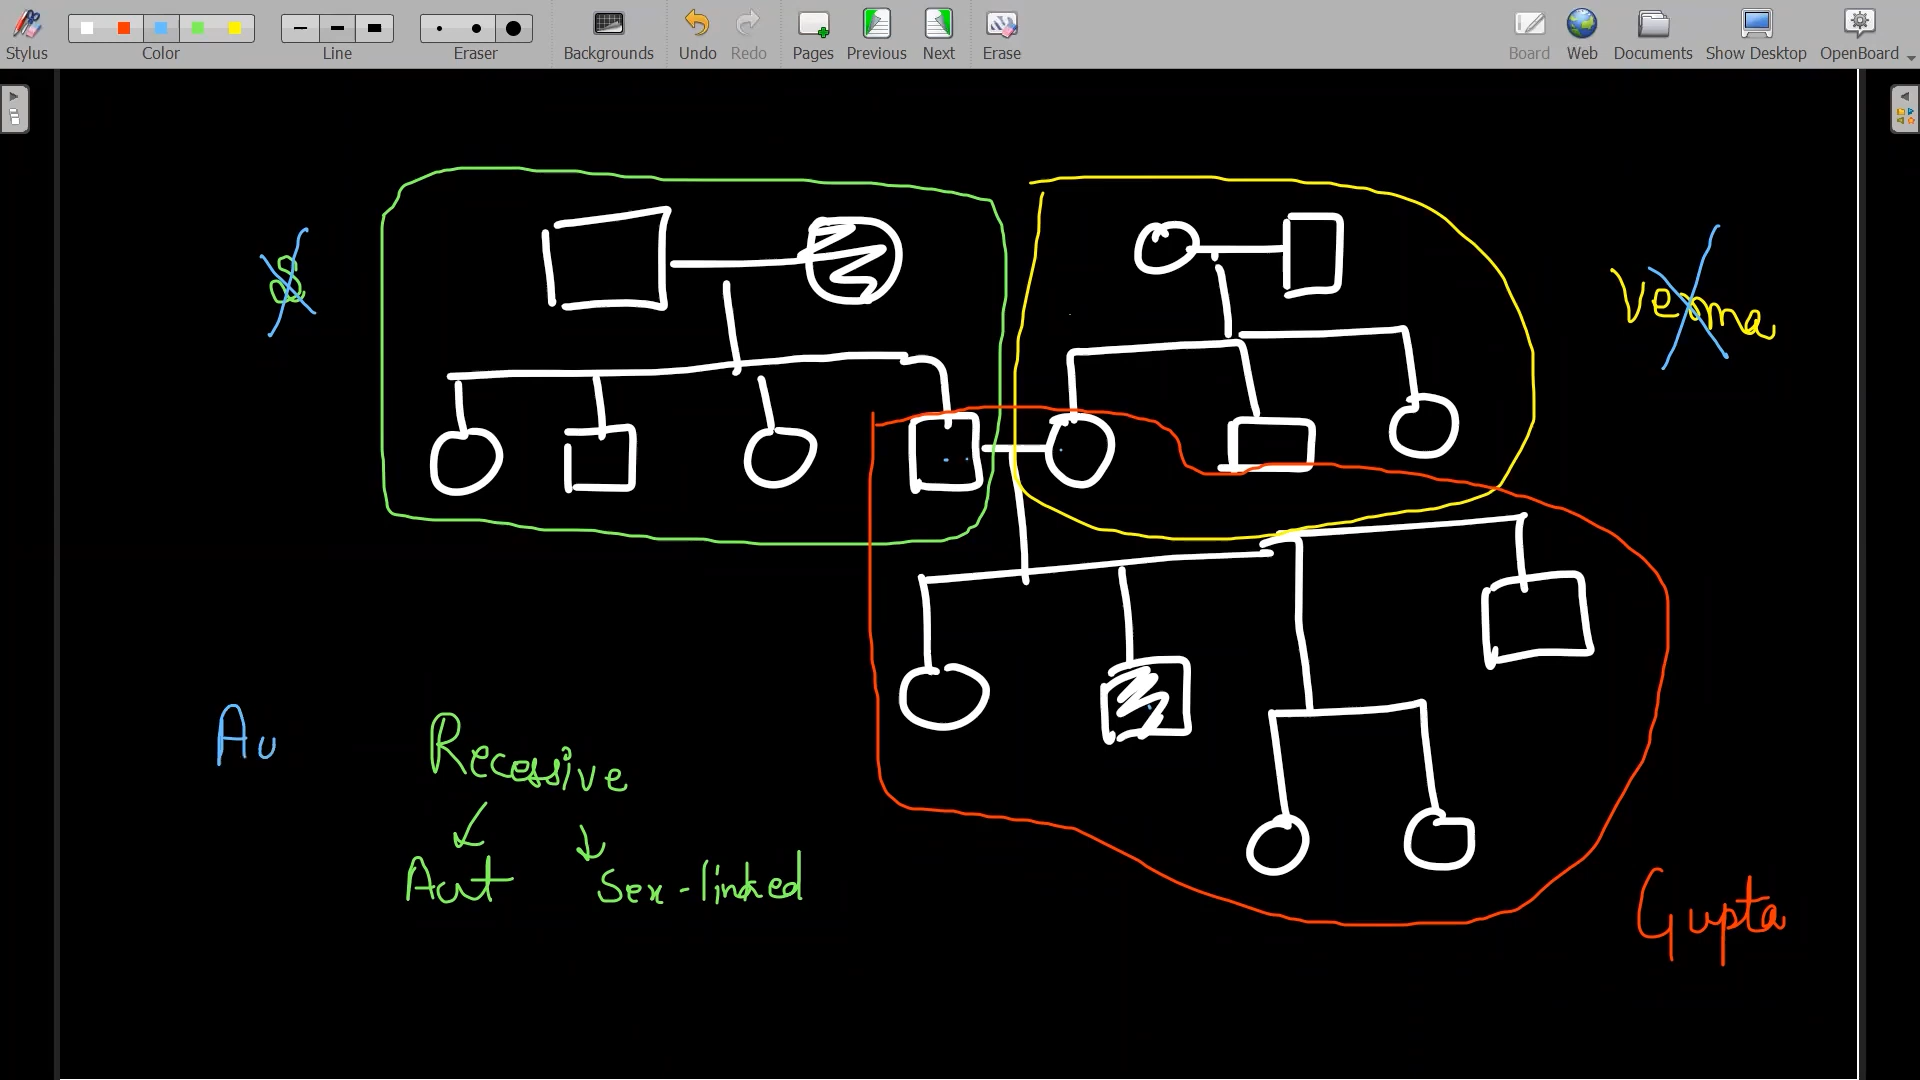 Stylus Color Line Eraser Backgrounds Undo Redo Pages Previous Next Erase Board Web Documents Show Desktop OpenBoard
S
Verma
Au
Recessive
Aut Sex-linked
Gupta